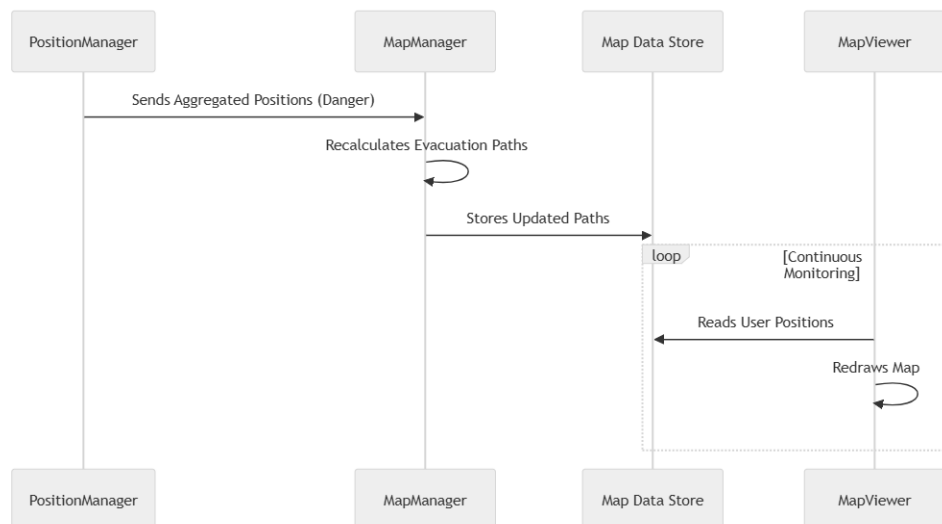 PositionManager
MapManager
Map Data Store
MapViewer
Sends Aggregated Positions (Danger)
Recalculates Evacuation Paths
Stores Updated Paths
loop
[Continuous
Monitoring]
Reads User Positions
Redraws Map
PositionManager
MapManager
Map Data Store
MapViewer